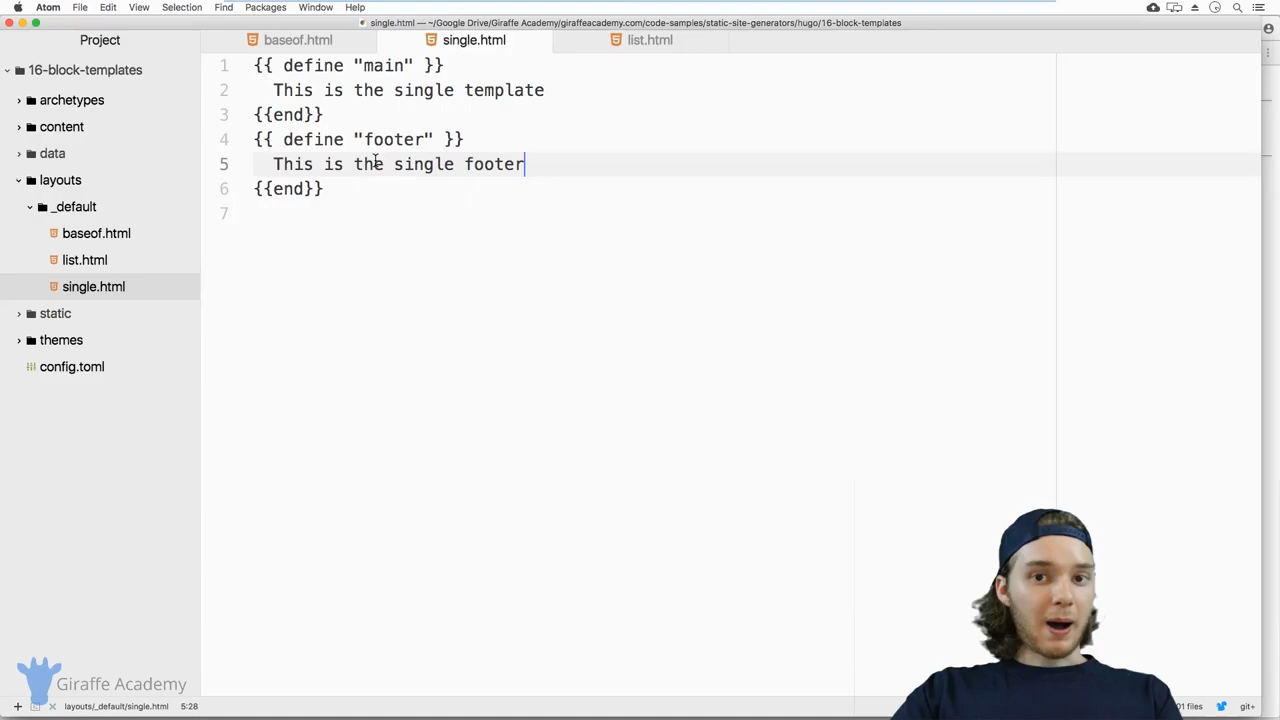 Atom File Edit View Selection Find Packages Window Help
single.html — ~/Google Drive/Giraffe Academy/giraffeacademy.com/code-samples/static-site-generators/hugo/16-block-templates
Project
baseof.html
single.html
list.html
16-block-templates
archetypes
content
data
layouts
_default
baseof.html
list.html
single.html
static
themes
config.toml
1 {{ define "main" }}
2 This is the single template
3 {{end}}
4 {{ define "footer" }}
5 This is the single footer
6 {{end}}
7
Giraffe Academy
layouts/_default/single.html 5:28
files
git+